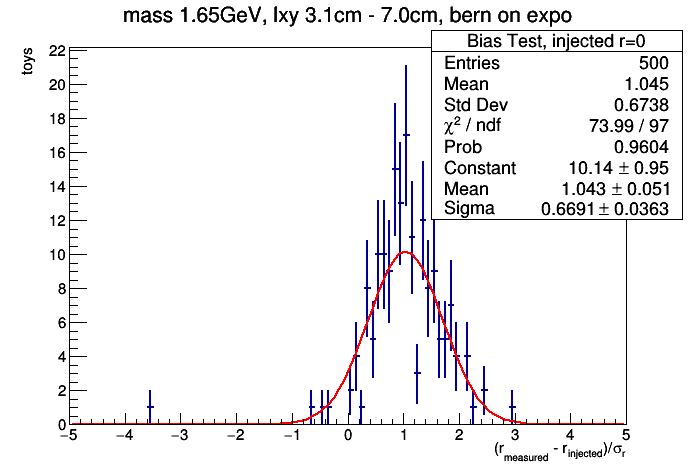 mass 1.65GeV, lxy 3.1cm - 7.0cm, bern on expo
Bias Test, injected r=0
Entries 500
Mean 1.045
Std Dev 0.6738
χ² / ndf 73.99 / 97
Prob 0.9604
Constant 10.14 ± 0.95
Mean 1.043 ± 0.051
Sigma 0.6691 ± 0.0363
toys
22
20
18
16
14
12
10
8
6
4
2
0
−5 −4 −3 −2 −1 0 1 2 3 4 5
(r_measured - r_injected)/σ_r